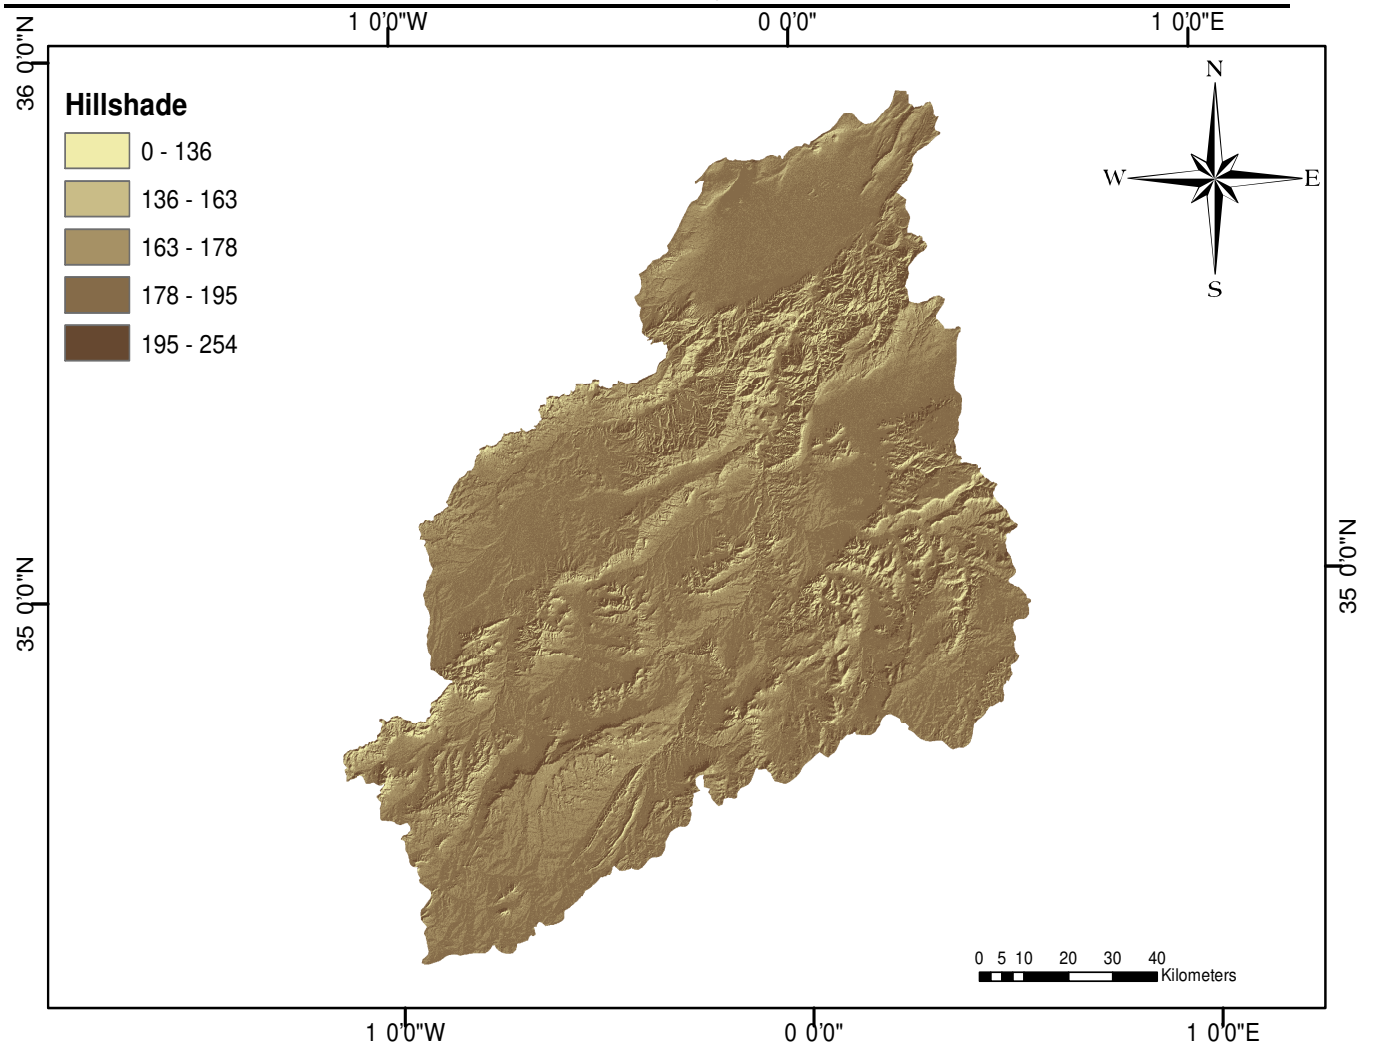 1 0'0"W
0 0'0"
1 0'0"E
36 0'0"N
N
Hillshade
0 - 136
136 - 163
163 - 178
178 - 195
195 - 254
W
E
S
35 0'0"N
35 0'0"N
0 5 10 20 30 40
Kilometers
1 0'0"W
0 0'0"
1 0'0"E